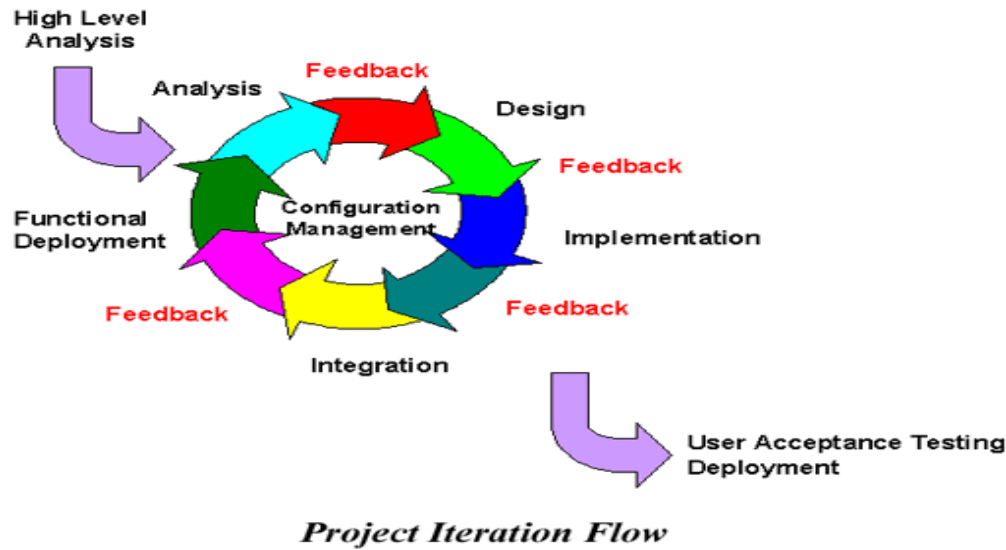 High Level
Analysis
Feedback
Analysis
Design
Feedback
Configuration
Management
Functional
Deployment
Implementation
Feedback
Feedback
Integration
User Acceptance Testing
Deployment
Project Iteration Flow